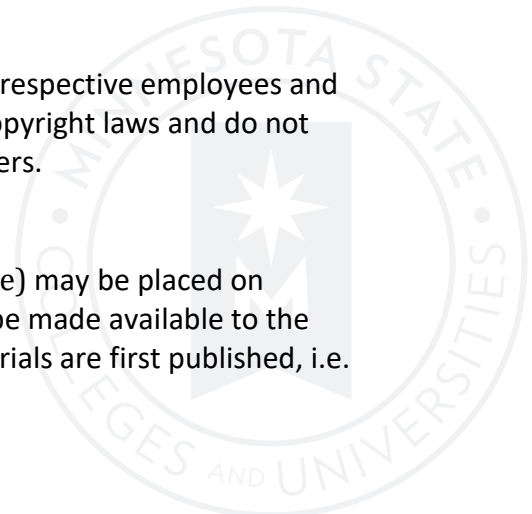 respective employees and
opyright laws and do not
ers.
e) may be placed on
be made available to the
rials are first published, i.e.
MINNESOTA STATE
COLLEGES AND UNIVERSITIES